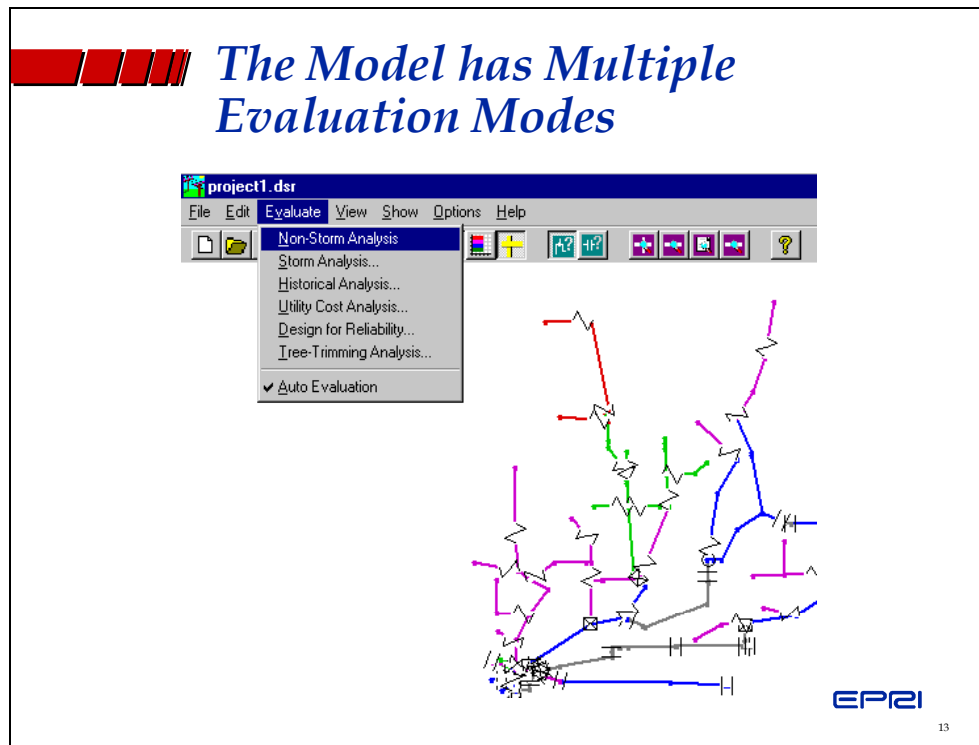 The Model has Multiple
Evaluation Modes
project1.dsr
File Edit Evaluate View Show Options Help
Non-Storm Analysis
Storm Analysis...
Historical Analysis...
Utility Cost Analysis...
Design for Reliability...
Tree-Trimming Analysis...
✔ Auto Evaluation
EPRI
13